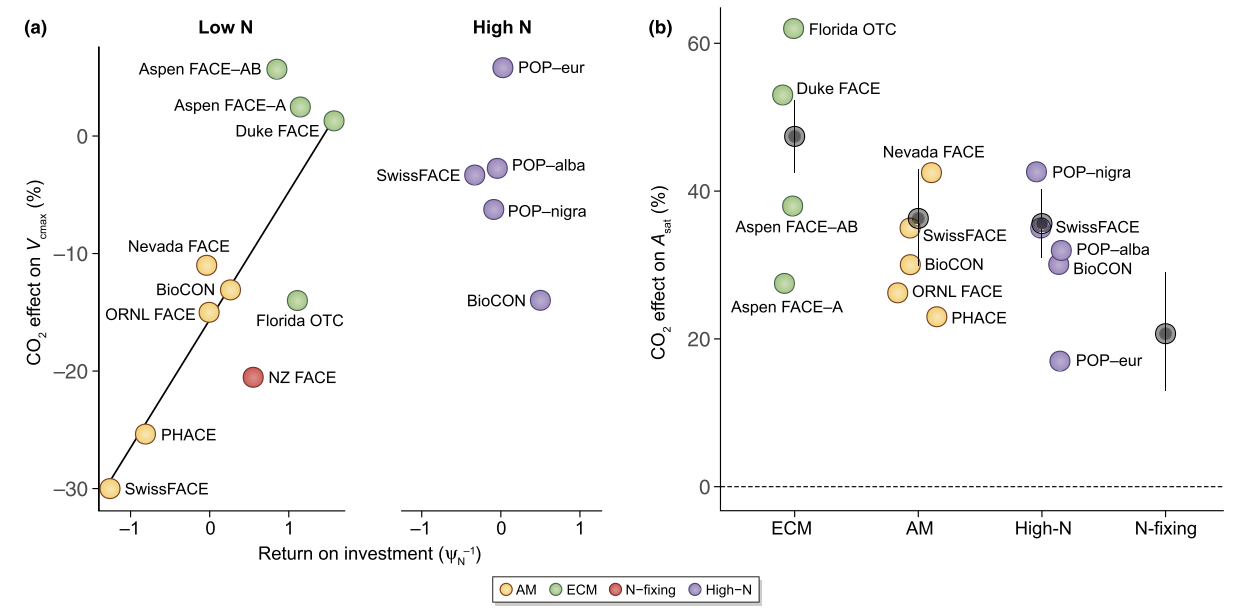 (a)
Low N
High N
CO2 effect on Vcmax (%)
0
−10
−20
−30
Aspen FACE–AB
Aspen FACE–A
Duke FACE
Nevada FACE
BioCON
ORNL FACE
Florida OTC
NZ FACE
PHACE
SwissFACE
−1
0
1
POP–eur
SwissFACE
POP–alba
POP–nigra
BioCON
−1
0
1
Return on investment (ψN−1)
(b)
CO2 effect on Asat (%)
60
40
20
0
Florida OTC
Duke FACE
Aspen FACE–AB
Aspen FACE–A
Nevada FACE
SwissFACE
BioCON
ORNL FACE
PHACE
POP–nigra
SwissFACE
POP–alba
BioCON
POP–eur
ECM
AM
High-N
N-fixing
AM
ECM
N−fixing
High−N